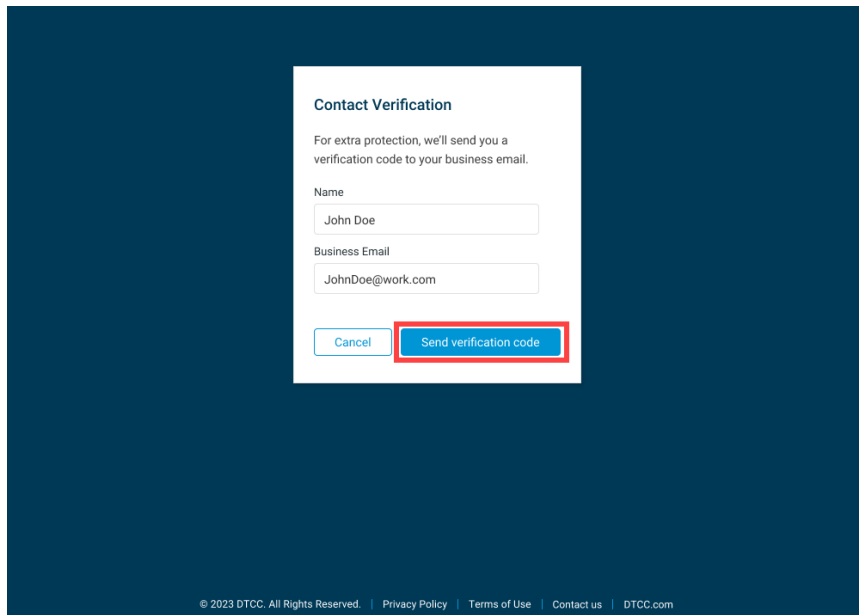 Contact Verification
For extra protection, we'll send you a
verification code to your business email.
Name
John Doe
Business Email
JohnDoe@work.com
Cancel
Send verification code
© 2023 DTCC. All Rights Reserved. | Privacy Policy | Terms of Use | Contact us | DTCC.com